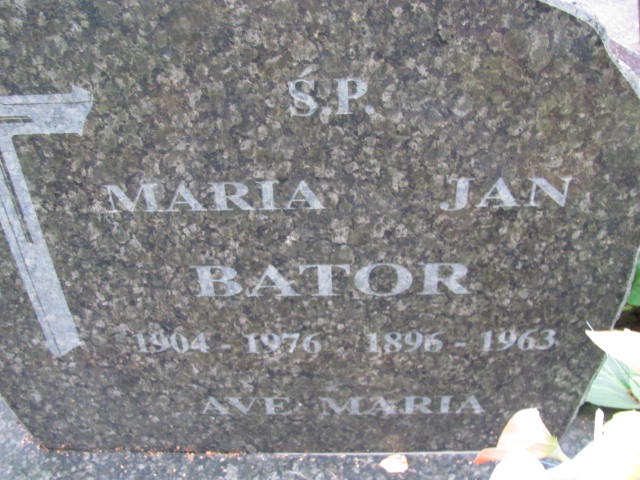 Ś.P.
MARIA JAN
BATOR
1904 - 1976 1896 - 1963
AVE MARIA